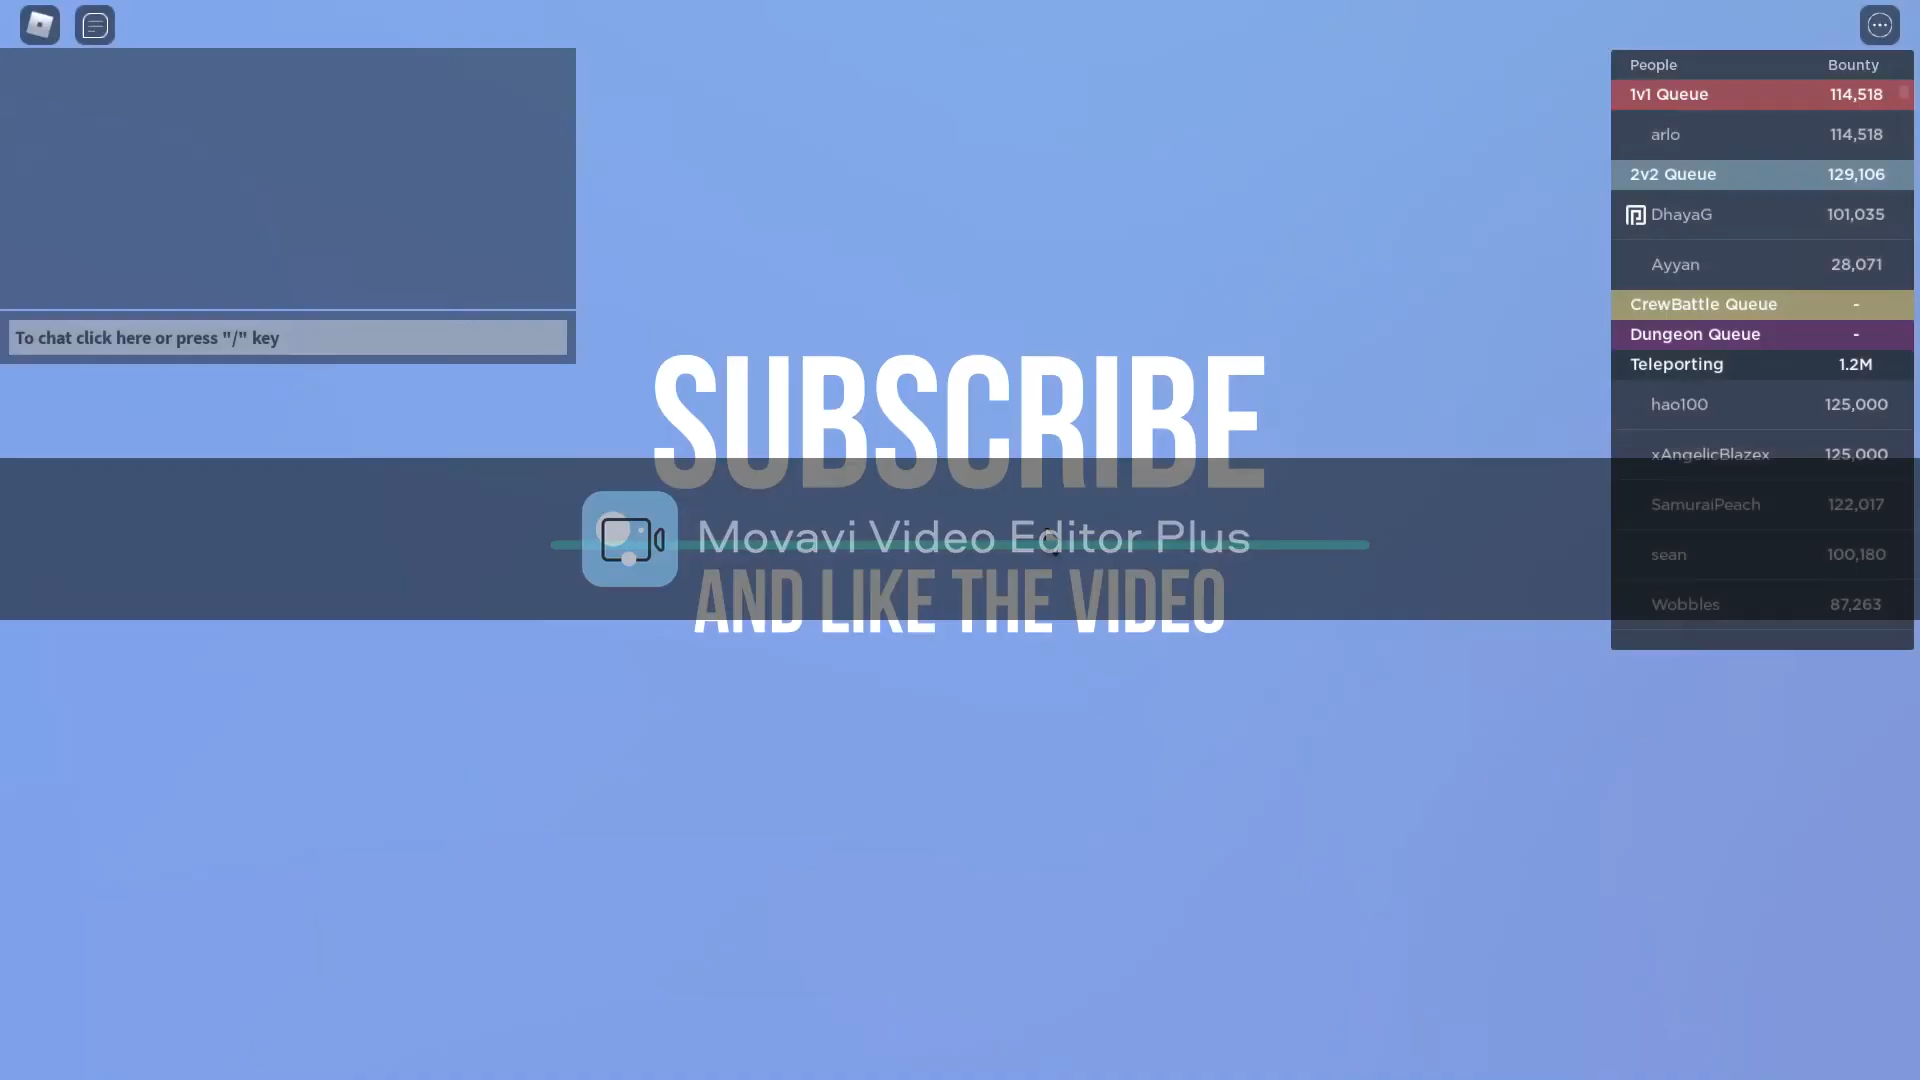 To chat click here or press "/" key
SUBSCRIBE
Movavi Video Editor Plus
AND LIKE THE VIDEO
People Bounty
1v1 Queue 114,518
arlo 114,518
2v2 Queue 129,106
DhayaG 101,035
Ayyan 28,071
CrewBattle Queue -
Dungeon Queue -
Teleporting 1.2M
hao100 125,000
xAngelicBlazex 125,000
SamuraiPeach 122,017
sean 100,180
Wobbles 87,263